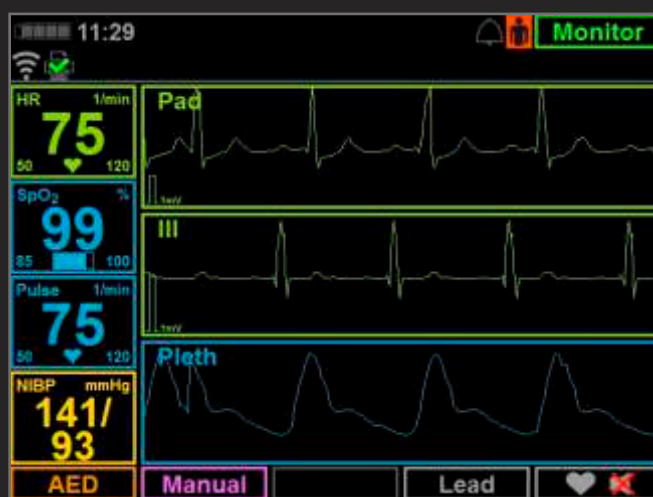 11:29
Monitor
HR 1/min
75
50 120
SpO2 %
99
85 100
Pulse 1/min
75
50 120
NIBP mmHg
141/
93
Pad
1mV
III
1mV
Pleth
AED
Manual
Lead